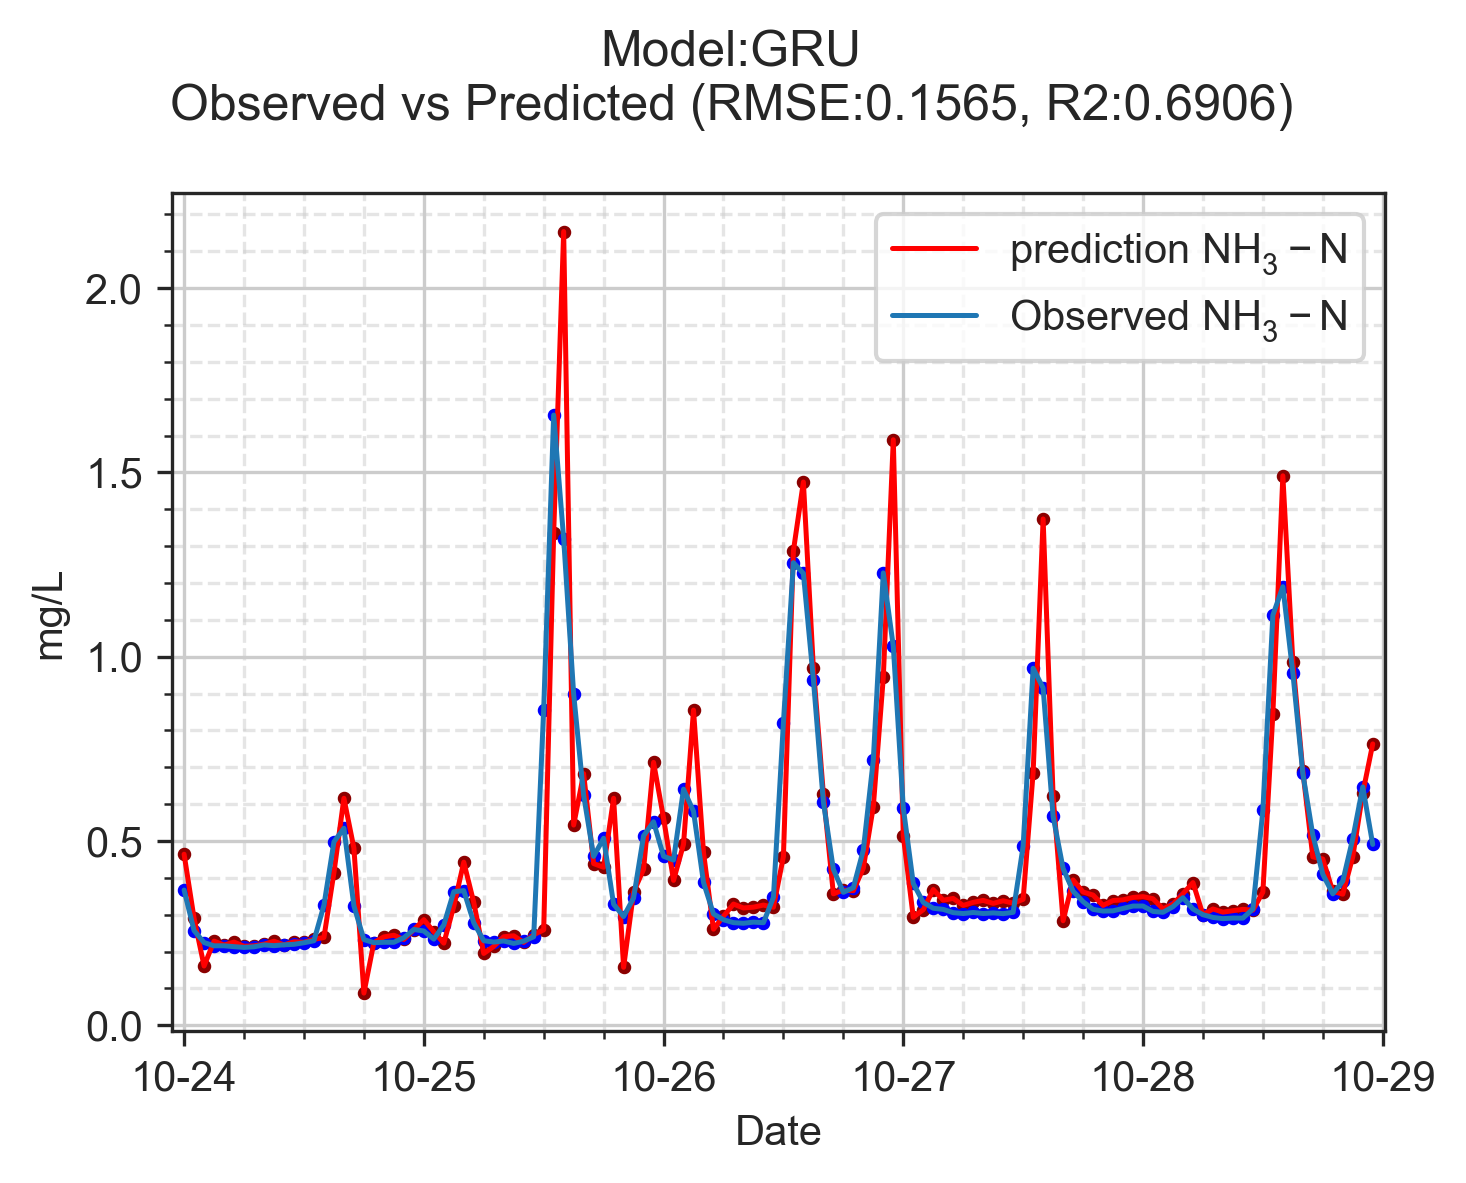 Model:GRU
Observed vs Predicted (RMSE:0.1565, R2:0.6906)
prediction NH₃ − N
Observed NH₃ − N
2.0
1.5
1.0
0.5
0.0
mg/L
10-24 10-25 10-26 10-27 10-28 10-29
Date